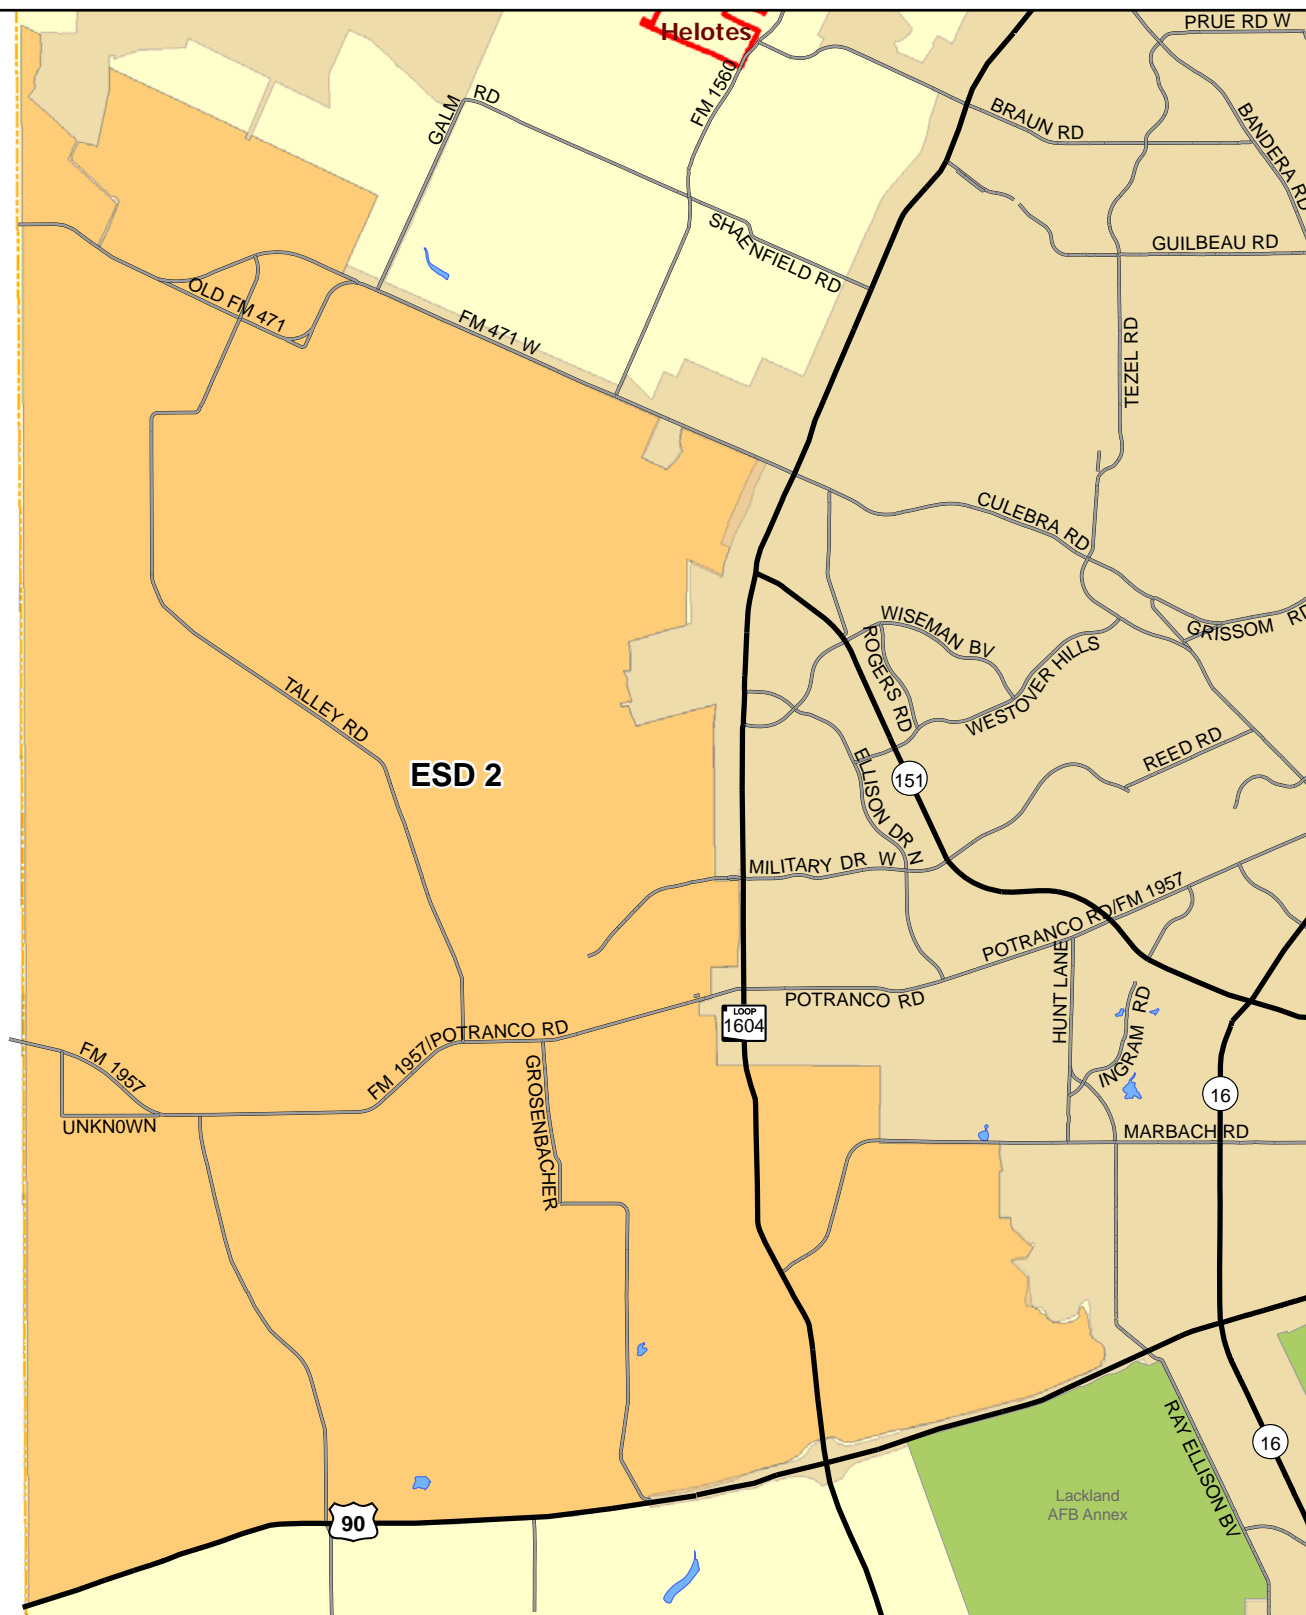 Helotes
PRUE RD W
GALM
RD
FM 1560
BRAUN RD
BANDERA RD
SHAENFIELD RD
GUILBEAU RD
OLD FM 471
FM 471 W
TEZEL RD
CULEBRA RD
WISEMAN BV
GRISSOM RD
ROGERS RD
WESTOVER HILLS
TALLEY RD
REED RD
ESD 2
151
ELLISON DR N
MILITARY DR W
POTRANCO RD/FM 1957
HUNT LANE
POTRANCO RD
INGRAM RD
LOOP
1604
FM 1957/POTRANCO RD
FM 1957
GROSENBACHER
16
UNKN0WN
MARBACH RD
RAY ELLISON BV
16
Lackland
AFB Annex
90